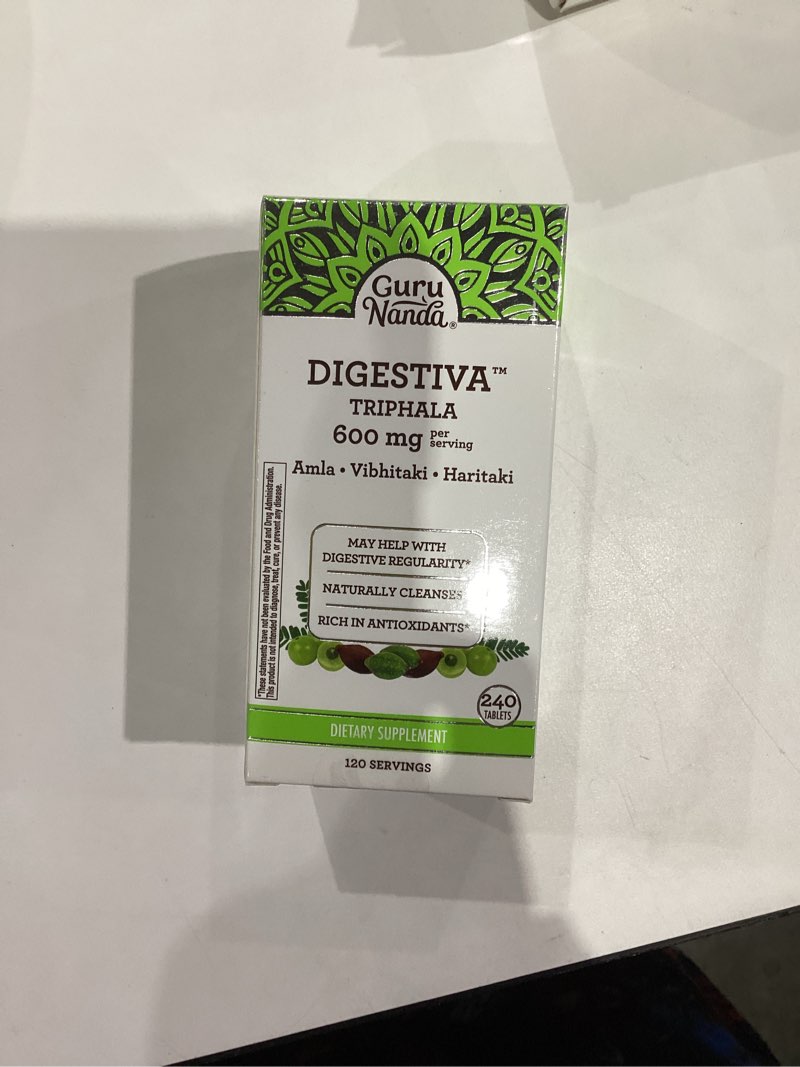 Guru
Nanda®
DIGESTIVA™
TRIPHALA
600 mg per serving
Amla • Vibhitaki • Haritaki
MAY HELP WITH
DIGESTIVE REGULARITY*
NATURALLY CLEANSES
RICH IN ANTIOXIDANTS*
*These statements have not been evaluated by the Food and Drug Administration.
This product is not intended to diagnose, treat, cure, or prevent any disease.
240
TABLETS
DIETARY SUPPLEMENT
120 SERVINGS